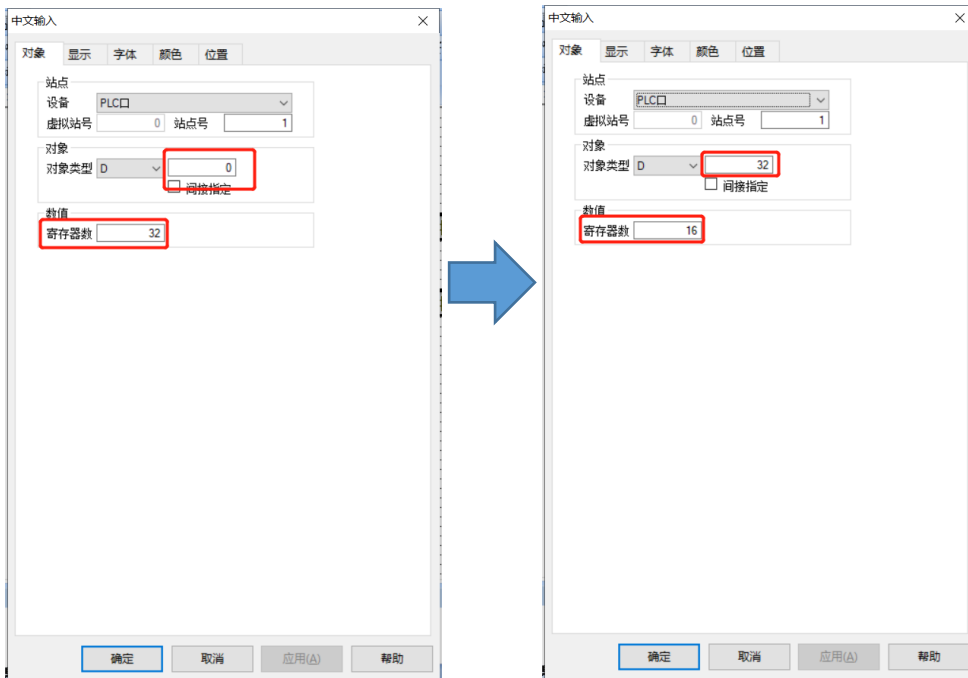 中文输入
对象 显示 字体 颜色 位置
站点
设备 PLC口
虚拟站号 0 站点号 1
对象
对象类型 D 0
间接指定
数值
寄存器数 32
确定 取消 应用(A) 帮助
中文输入
对象 显示 字体 颜色 位置
站点
设备 PLC口
虚拟站号 0 站点号 1
对象
对象类型 D 32
间接指定
数值
寄存器数 16
确定 取消 应用(A) 帮助